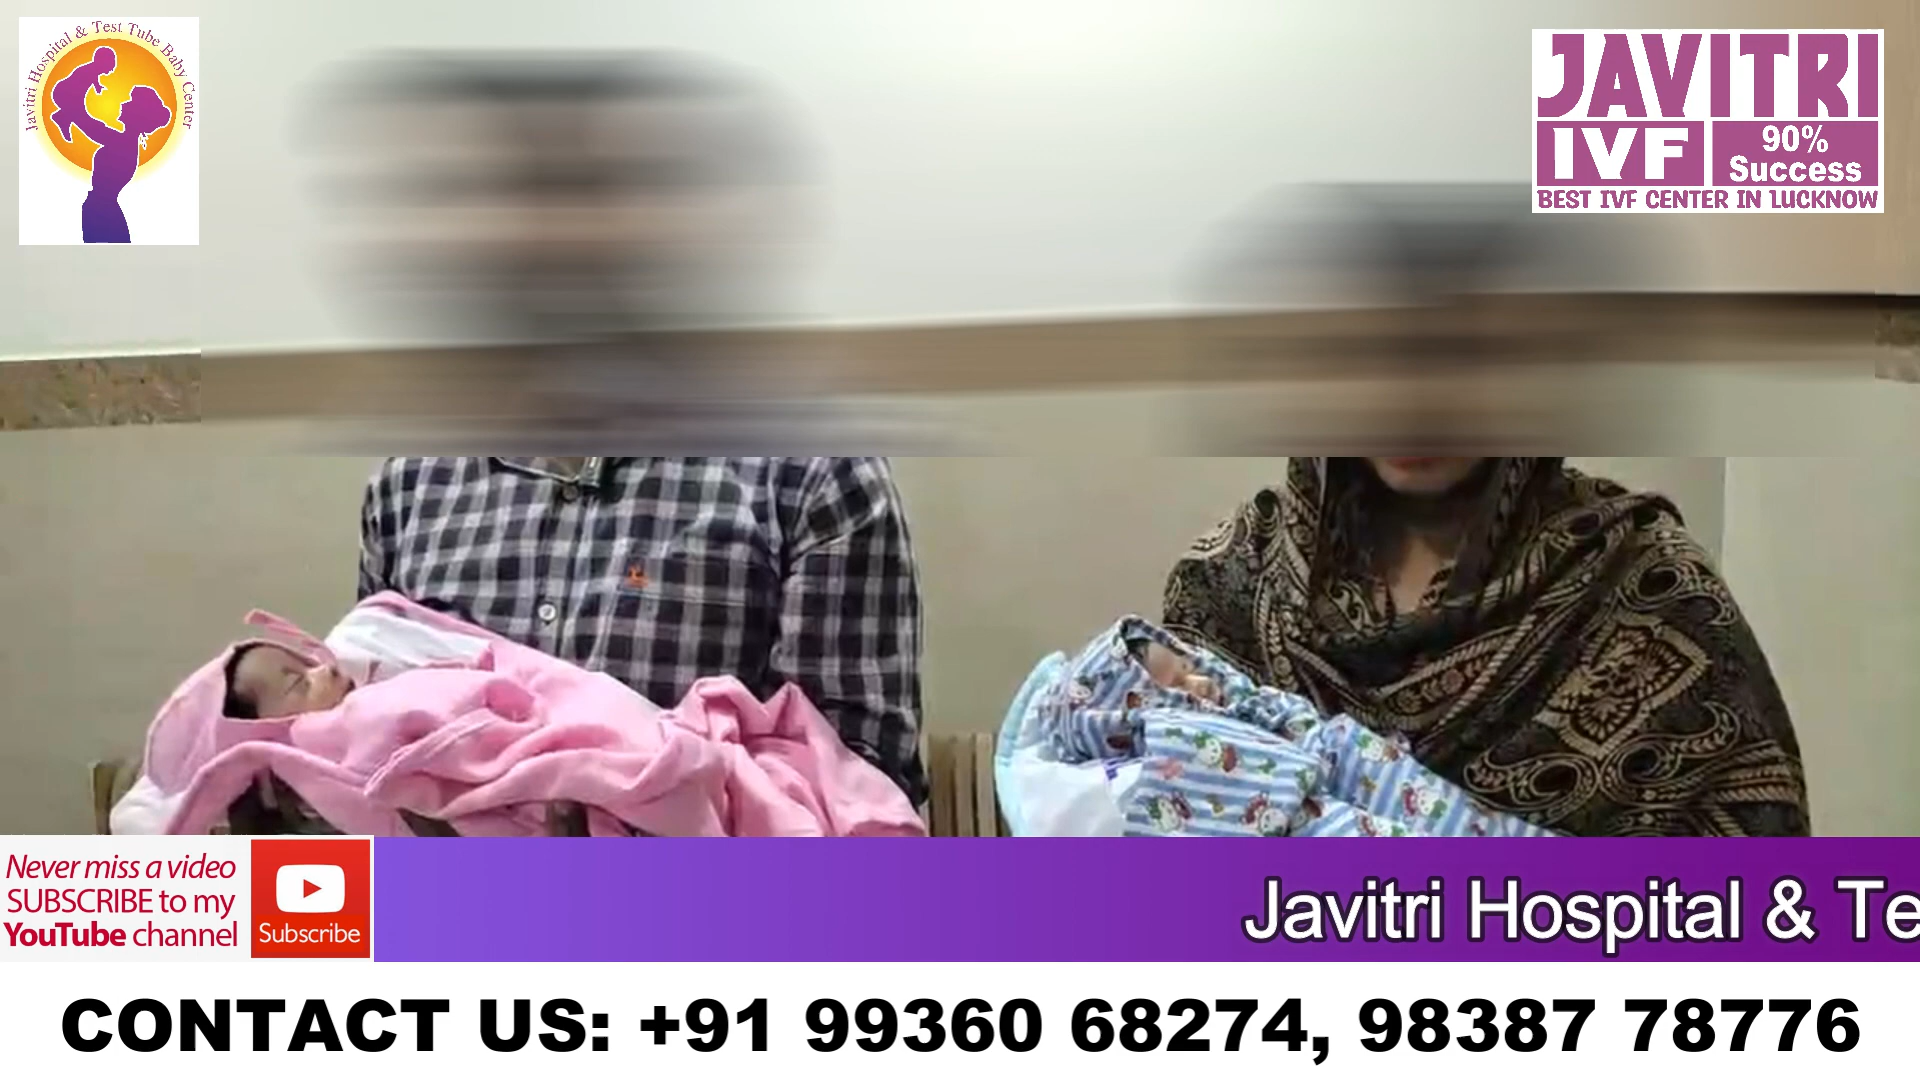 Javitri Hospital & Test Tube Baby Center
JAVITRI
IVF
90%
Success
BEST IVF CENTER IN LUCKNOW
Never miss a video
SUBSCRIBE to my
YouTube channel
Subscribe
Javitri Hospital & Te
CONTACT US: +91 99360 68274, 98387 78776